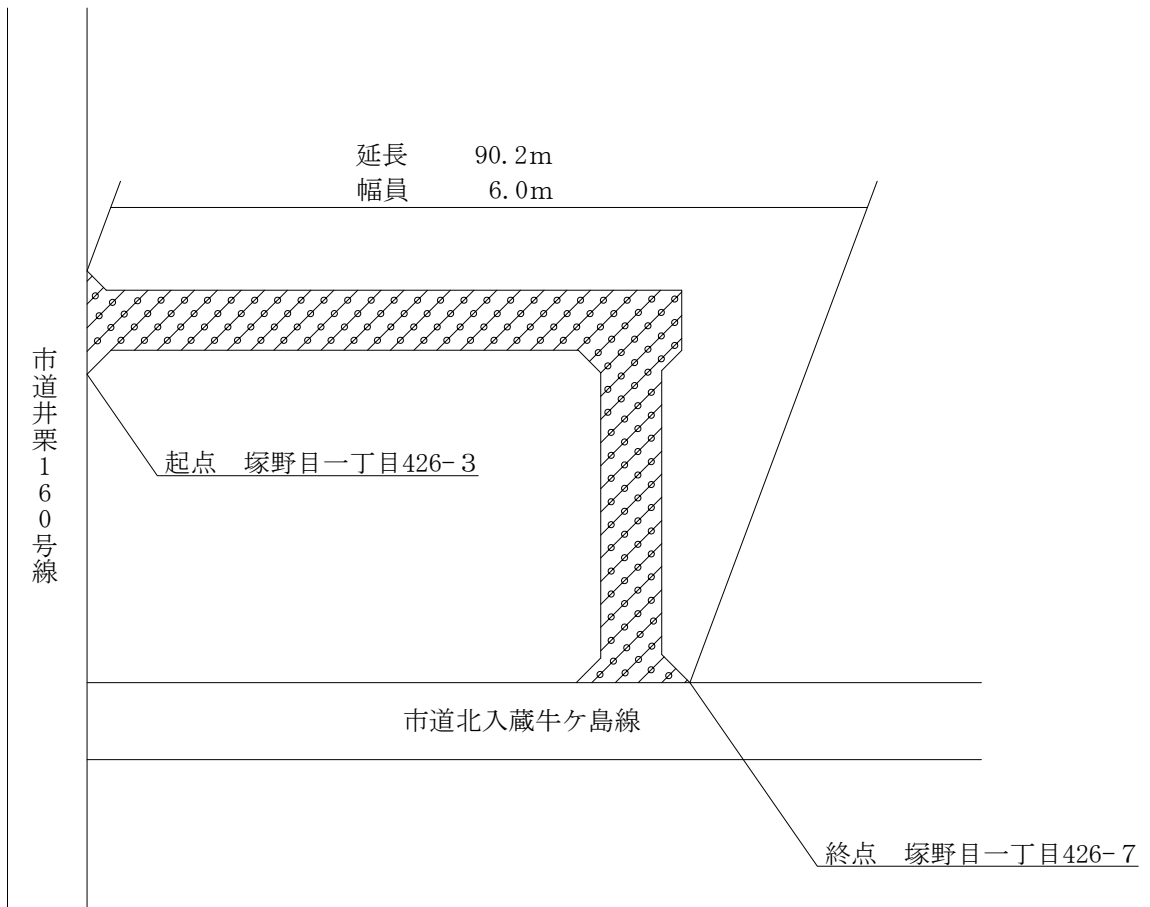 延長　　90.2m
幅員　　6.0m
市道井栗160号線
起点　塚野目一丁目426-3
市道北入蔵牛ケ島線
終点　塚野目一丁目426-7